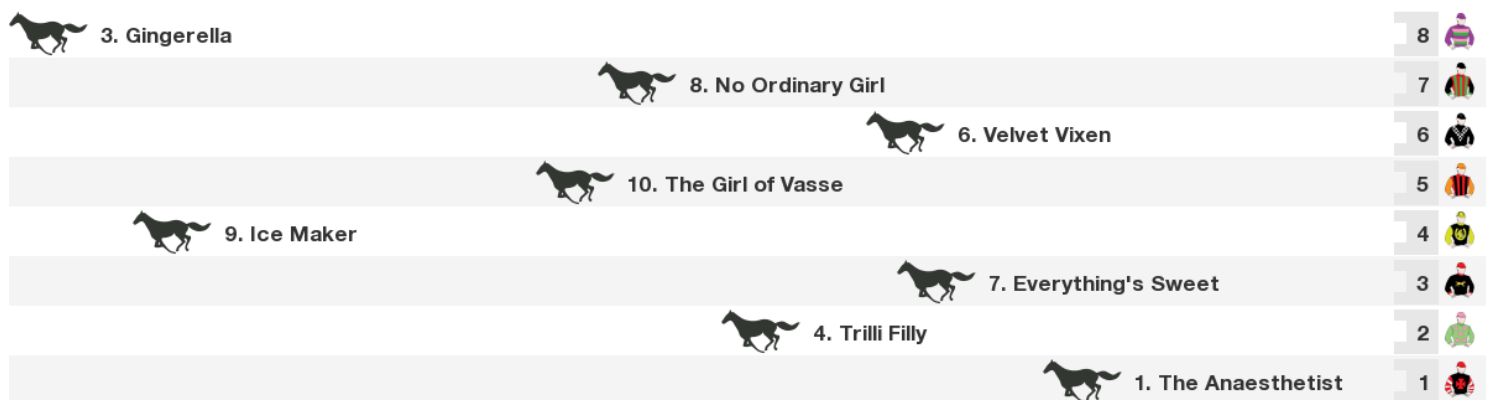 3. Gingerella 8
8. No Ordinary Girl 7
6. Velvet Vixen 6
10. The Girl of Vasse 5
9. Ice Maker 4
7. Everything's Sweet 3
4. Trilli Filly 2
1. The Anaesthetist 1